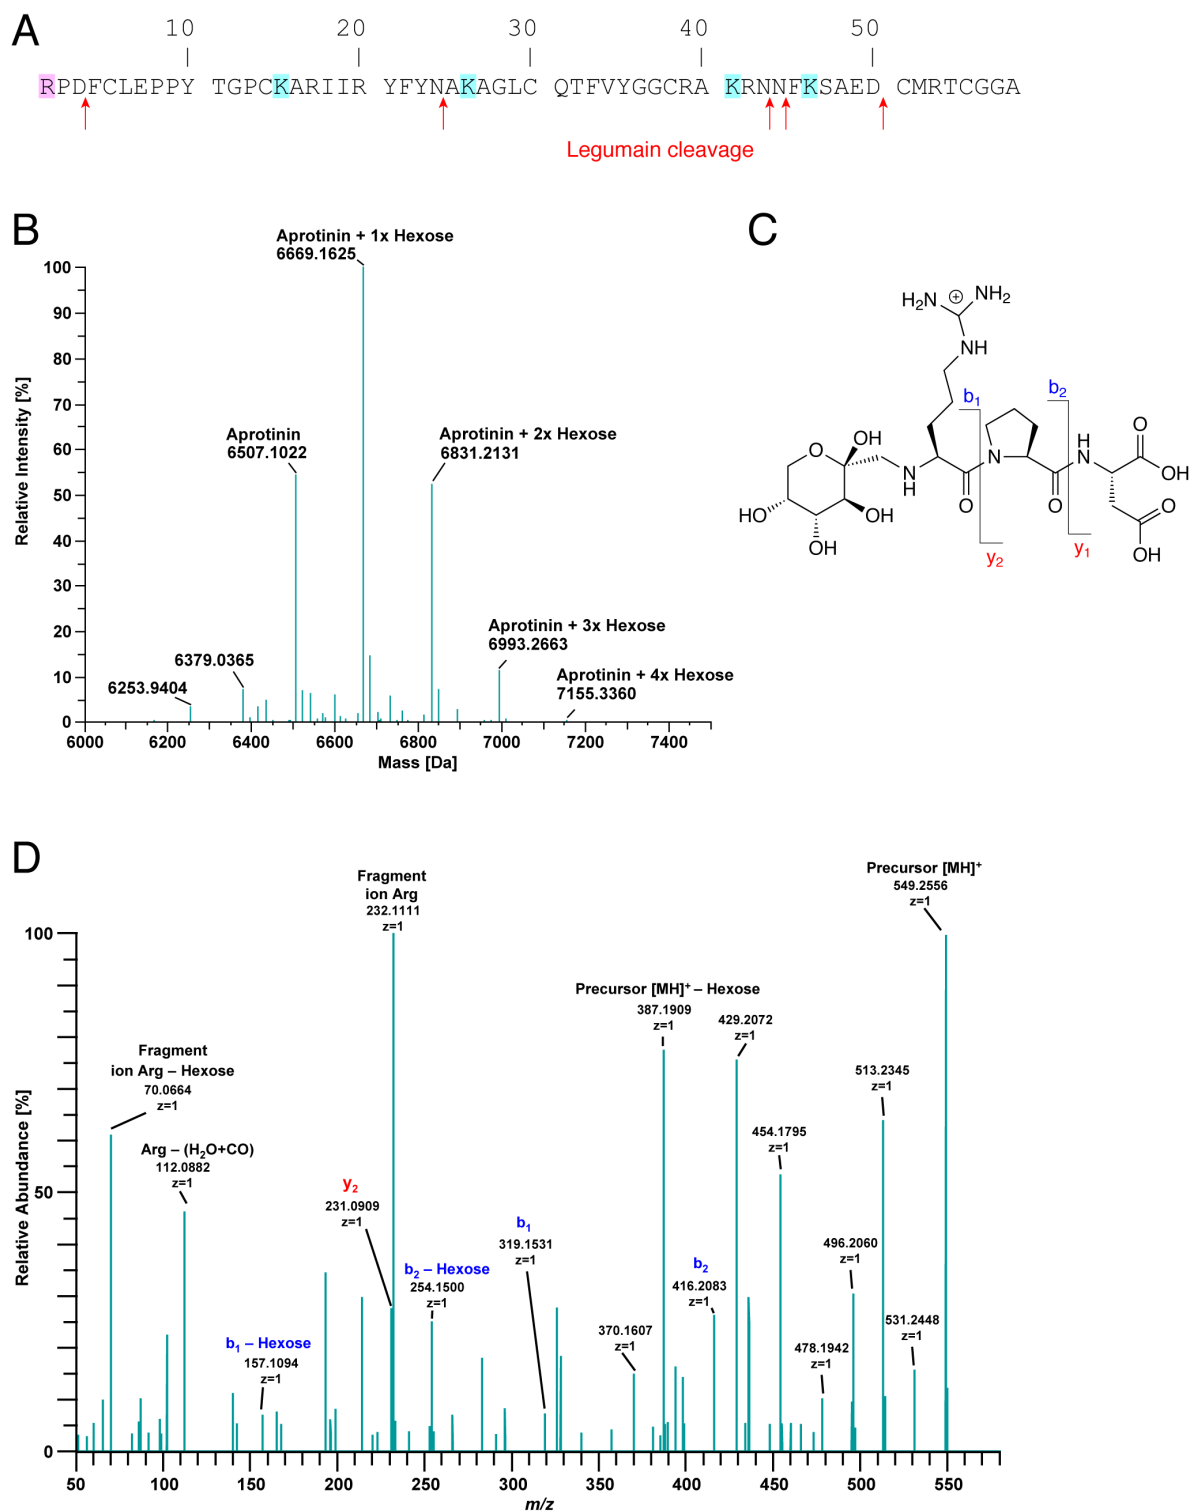 A
10 20 30 40 50
RPDFCLEPPY TGPCKARIIR YFYNAKAGLC QTFVYGGCRA KRNNFKSAED CMRTCGGA
Legumain cleavage
B
Aprotinin + 1x Hexose
6669.1625
Aprotinin
6507.1022
Aprotinin + 2x Hexose
6831.2131
Aprotinin + 3x Hexose
6993.2663
Aprotinin + 4x Hexose
7155.3360
6379.0365
6253.9404
Relative Intensity [%]
100
90
80
70
60
50
40
30
20
10
0
6000 6200 6400 6600 6800 7000 7200 7400
Mass [Da]
C
H₂N ⊕ NH₂
NH
b₁ b₂
O OH H O
N N OH
H O O O
HO OH
OH OH
y₂ y₁
D
Fragment
ion Arg
232.1111
z=1
Precursor [MH]⁺
549.2556
z=1
Precursor [MH]⁺ – Hexose
387.1909
z=1
429.2072
z=1
Fragment
ion Arg – Hexose
70.0664
z=1
Arg – (H₂O+CO)
112.0882
z=1
513.2345
z=1
454.1795
z=1
y₂
231.0909
z=1
b₁
319.1531
z=1
b₂ – Hexose
254.1500
z=1
b₂
416.2083
z=1
496.2060
z=1
b₁ – Hexose
157.1094
z=1
370.1607
z=1
478.1942
z=1
531.2448
z=1
Relative Abundance [%]
100
50
0
50 100 150 200 250 300 350 400 450 500 550
m/z